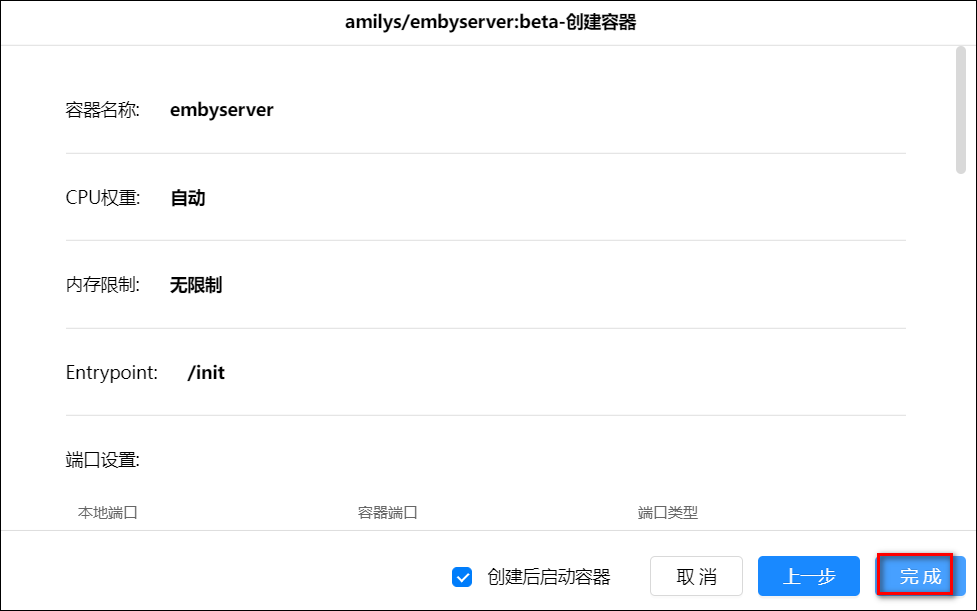 amilys/embyserver:beta-创建容器
容器名称: embyserver
CPU权重: 自动
内存限制: 无限制
Entrypoint: /init
端口设置:
本地端口 容器端口 端口类型
创建后启动容器 取 消 上一步 完 成